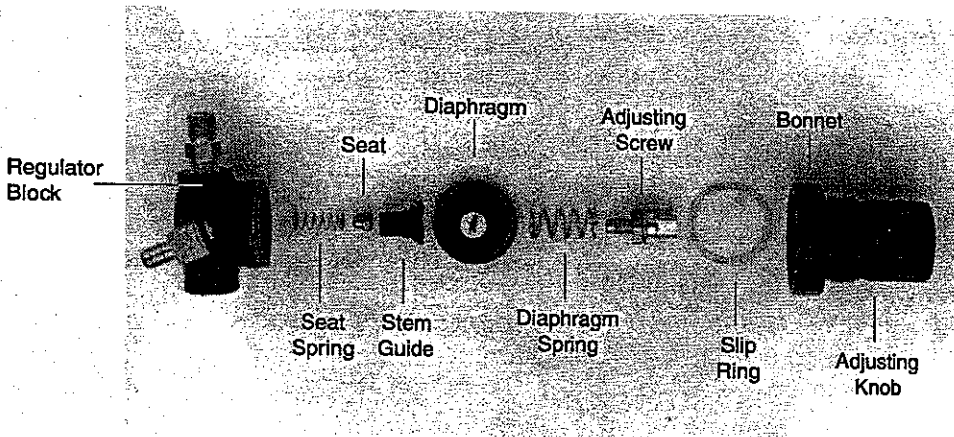 Diaphragm
Adjusting
Screw
Bonnet
Seat
Regulator
Block
Seat
Spring
Stem
Guide
Diaphragm
Spring
Slip
Ring
Adjusting
Knob